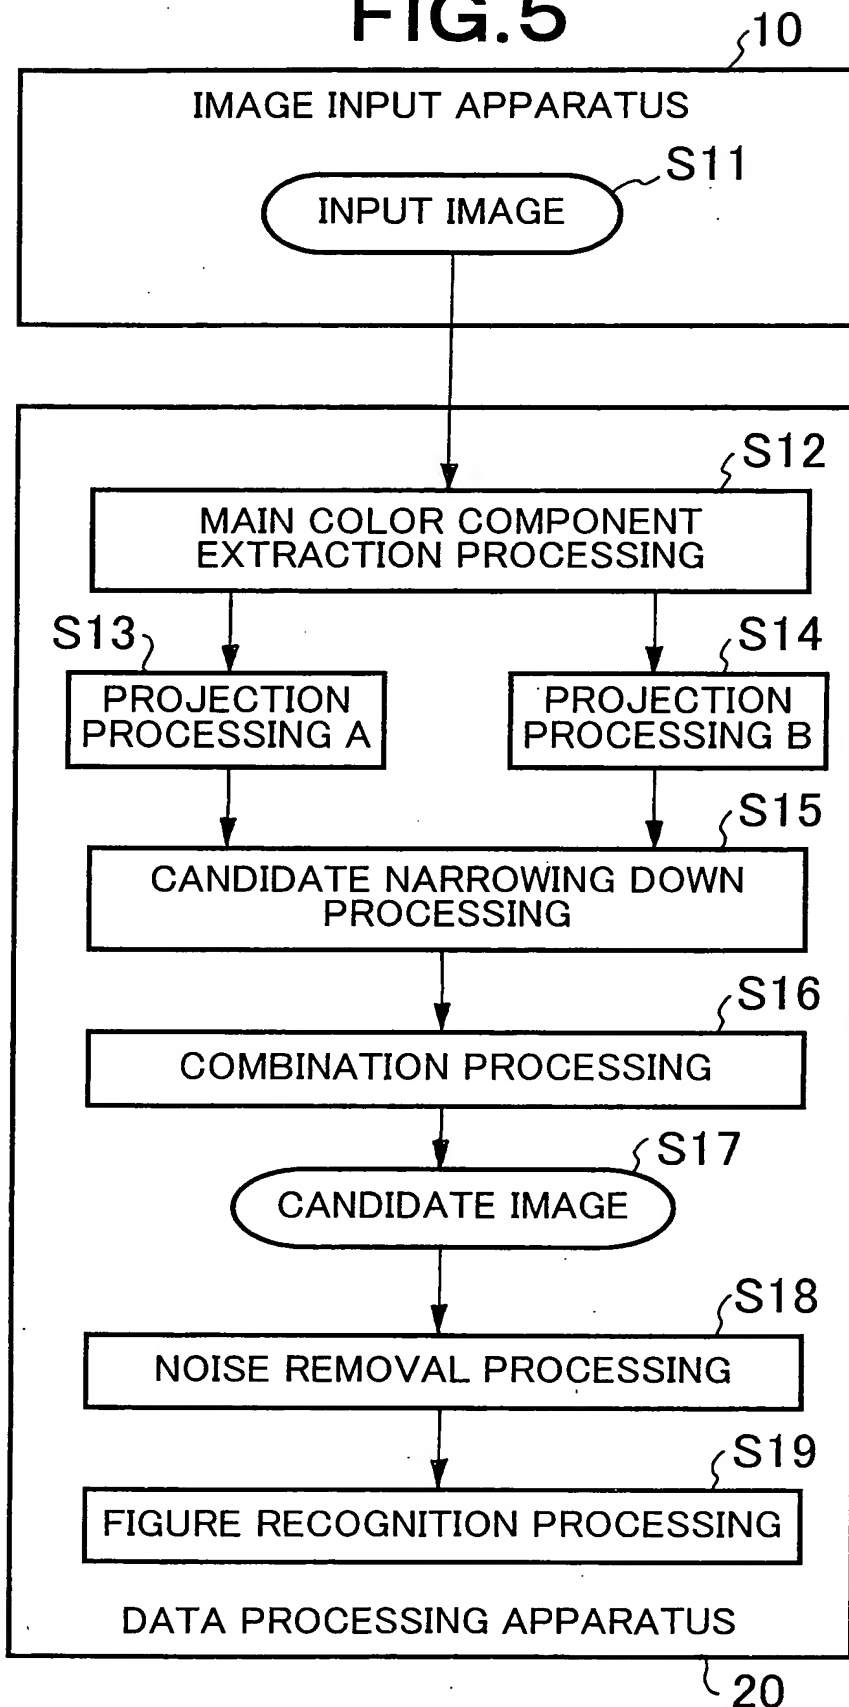 FIG.5
10
IMAGE INPUT APPARATUS
S11
INPUT IMAGE
S12
MAIN COLOR COMPONENT
EXTRACTION PROCESSING
S13
S14
PROJECTION
PROCESSING A
PROJECTION
PROCESSING B
S15
CANDIDATE NARROWING DOWN
PROCESSING
S16
COMBINATION PROCESSING
S17
CANDIDATE IMAGE
S18
NOISE REMOVAL PROCESSING
S19
FIGURE RECOGNITION PROCESSING
DATA PROCESSING APPARATUS
20